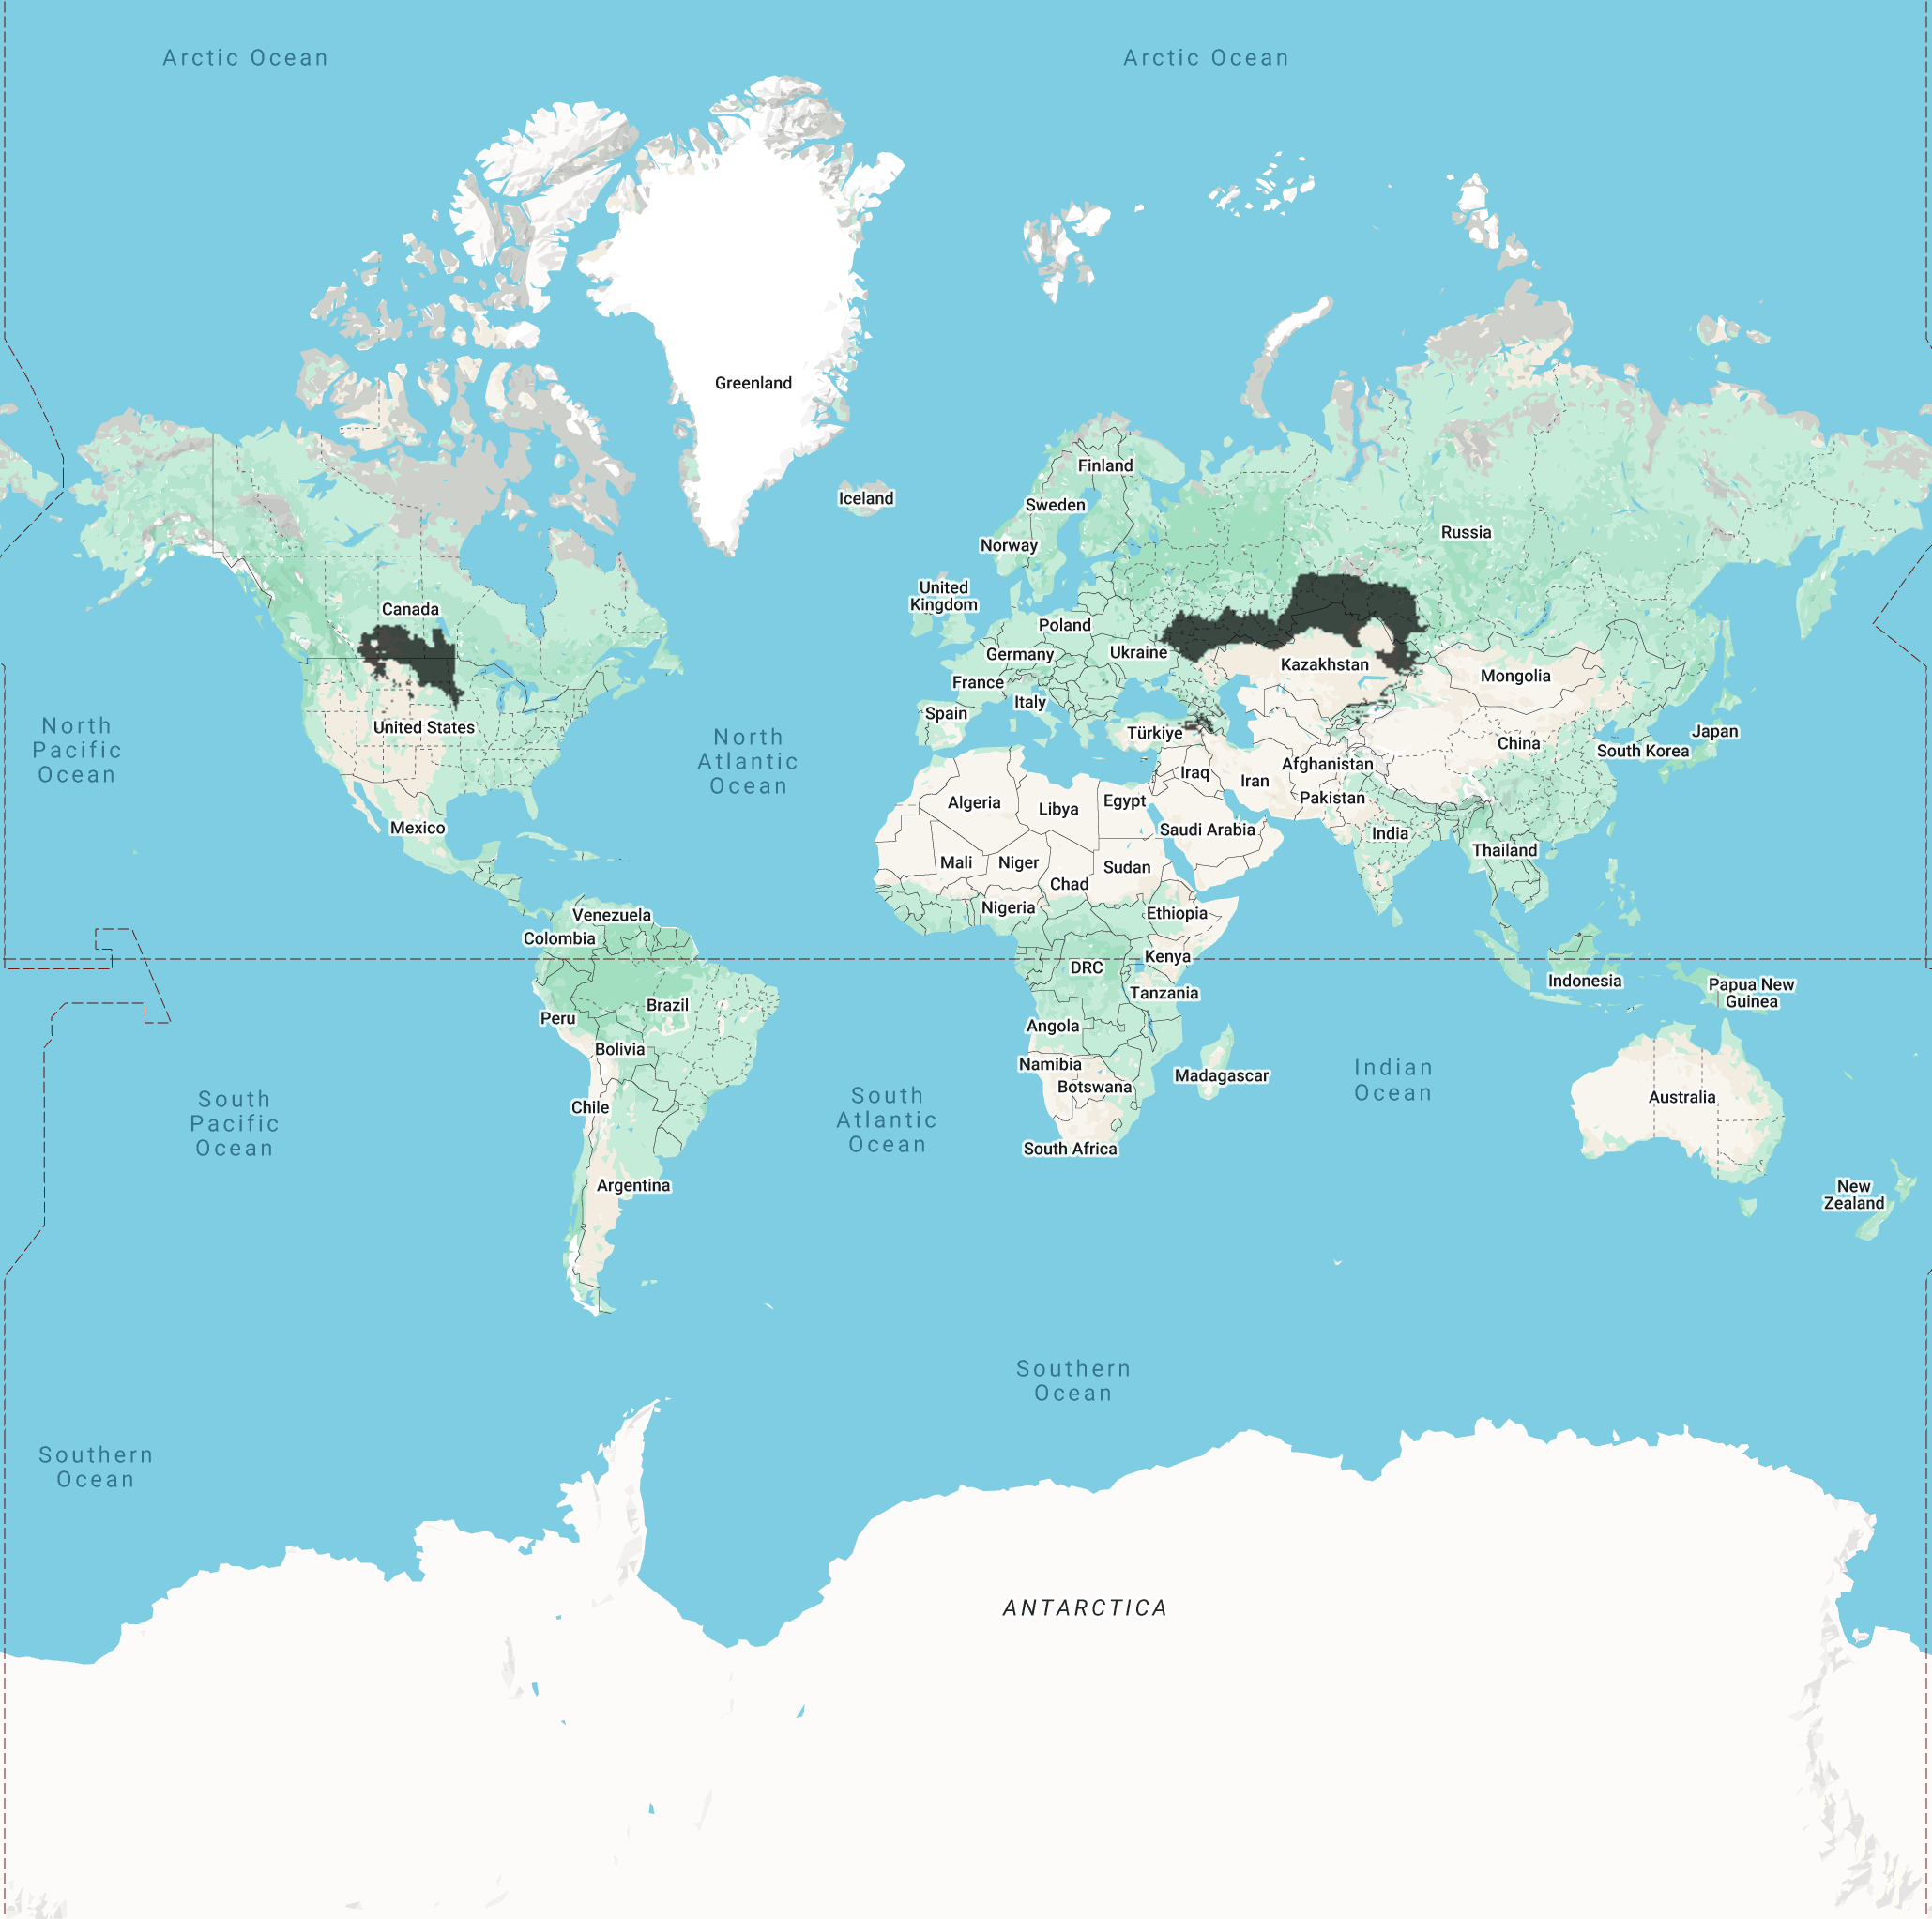 Arctic Ocean
Arctic Ocean
Greenland
Finland
Iceland
Sweden
Russia
Norway
United
Kingdom
Canada
Poland
Ukraine
Germany
Kazakhstan
Mongolia
France
Italy
Spain
North
Pacific
Ocean
United States
North
Atlantic
Ocean
Türkiye
Japan
China
South Korea
Afghanistan
Iraq
Iran
Pakistan
Algeria
Libya
Egypt
Mexico
Saudi Arabia
India
Thailand
Mali
Niger
Sudan
Chad
Nigeria
Ethiopia
Venezuela
Colombia
Kenya
DRC
Indonesia
Papua New
Guinea
Tanzania
Brazil
Peru
Angola
Bolivia
Namibia
Botswana
Madagascar
Indian
Ocean
Australia
South
Pacific
Ocean
Chile
South
Atlantic
Ocean
South Africa
Argentina
New
Zealand
Southern
Ocean
Southern
Ocean
ANTARCTICA